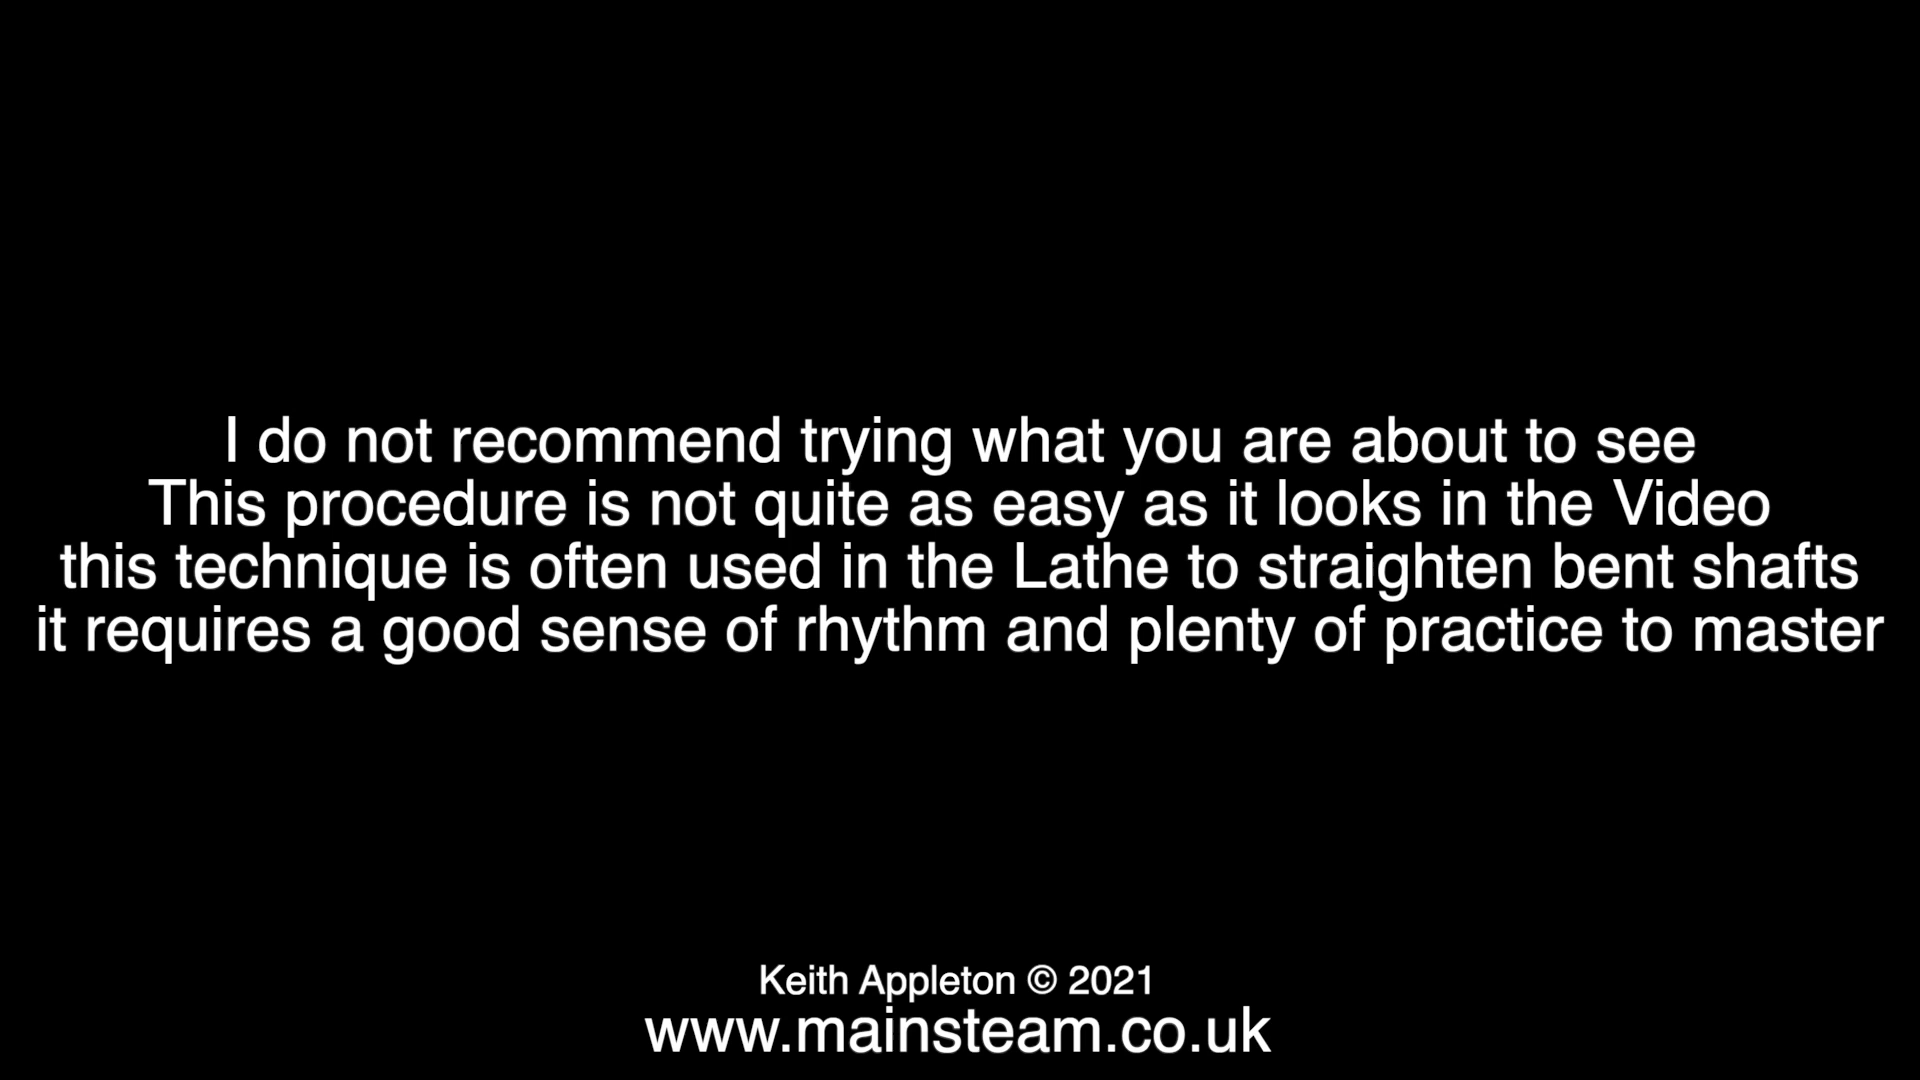 I do not recommend trying what you are about to see
This procedure is not quite as easy as it looks in the Video
this technique is often used in the Lathe to straighten bent shafts
it requires a good sense of rhythm and plenty of practice to master
Keith Appleton © 2021
www.mainsteam.co.uk